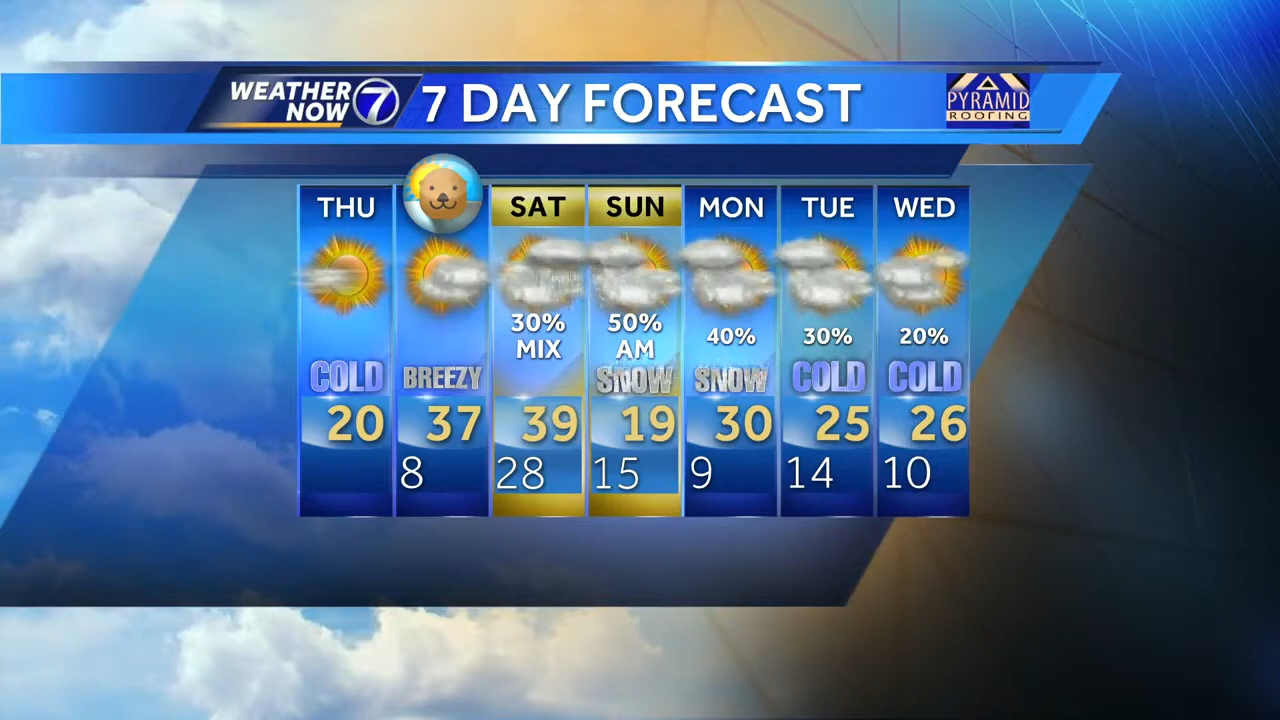 WEATHER
NOW 7
7 DAY FORECAST
PYRAMID
ROOFING
THU SAT SUN MON TUE WED
30% 50% 40% 30% 20%
MIX AM
COLD BREEZY SNOW SNOW COLD COLD
20 37 39 19 30 25 26
8 28 15 9 14 10